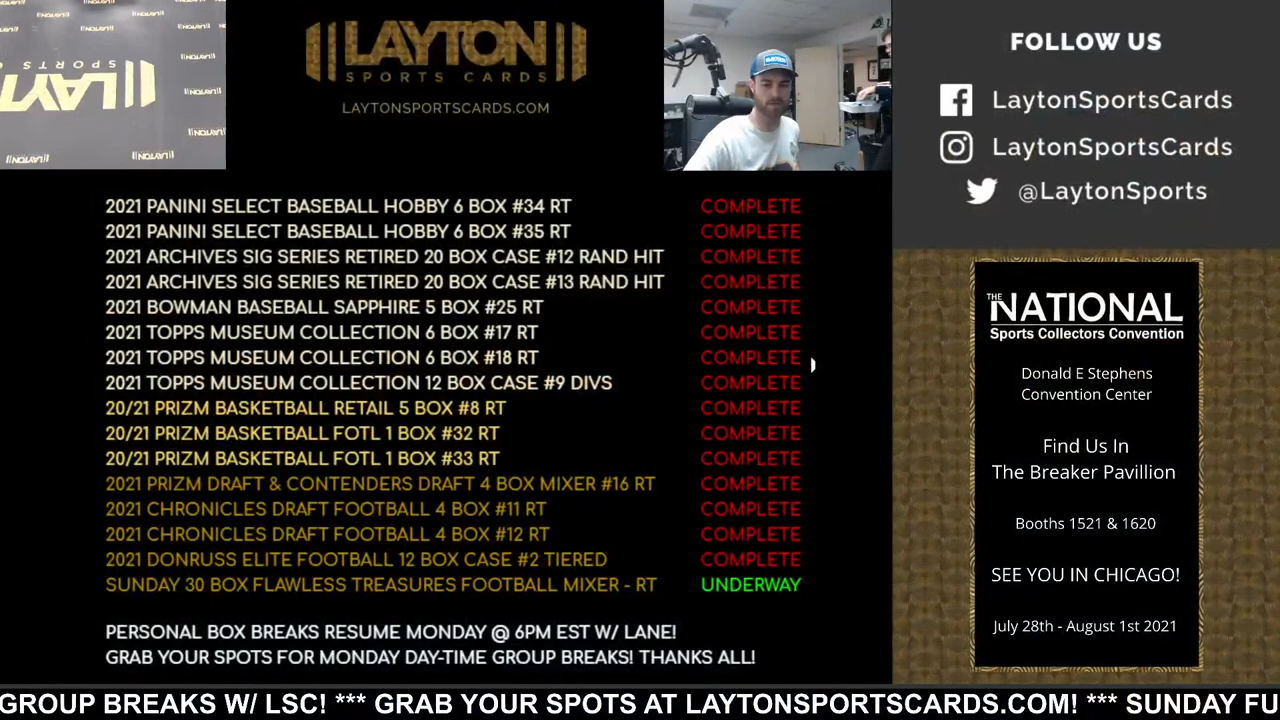 LAYTON
SPORTS CARDS
LAYTONSPORTSCARDS.COM
2021 PANINI SELECT BASEBALL HOBBY 6 BOX #34 RT COMPLETE
2021 PANINI SELECT BASEBALL HOBBY 6 BOX #35 RT COMPLETE
2021 ARCHIVES SIG SERIES RETIRED 20 BOX CASE #12 RAND HIT COMPLETE
2021 ARCHIVES SIG SERIES RETIRED 20 BOX CASE #13 RAND HIT COMPLETE
2021 BOWMAN BASEBALL SAPPHIRE 5 BOX #25 RT COMPLETE
2021 TOPPS MUSEUM COLLECTION 6 BOX #17 RT COMPLETE
2021 TOPPS MUSEUM COLLECTION 6 BOX #18 RT COMPLETE
2021 TOPPS MUSEUM COLLECTION 12 BOX CASE #9 DIVS COMPLETE
20/21 PRIZM BASKETBALL RETAIL 5 BOX #8 RT COMPLETE
20/21 PRIZM BASKETBALL FOTL 1 BOX #32 RT COMPLETE
20/21 PRIZM BASKETBALL FOTL 1 BOX #33 RT COMPLETE
2021 PRIZM DRAFT & CONTENDERS DRAFT 4 BOX MIXER #16 RT COMPLETE
2021 CHRONICLES DRAFT FOOTBALL 4 BOX #11 RT COMPLETE
2021 CHRONICLES DRAFT FOOTBALL 4 BOX #12 RT COMPLETE
2021 DONRUSS ELITE FOOTBALL 12 BOX CASE #2 TIERED COMPLETE
SUNDAY 30 BOX FLAWLESS TREASURES FOOTBALL MIXER - RT UNDERWAY
PERSONAL BOX BREAKS RESUME MONDAY @ 6PM EST W/ LANE!
GRAB YOUR SPOTS FOR MONDAY DAY-TIME GROUP BREAKS! THANKS ALL!
FOLLOW US
LaytonSportsCards
LaytonSportsCards
@LaytonSports
THE NATIONAL
Sports Collectors Convention
Donald E Stephens
Convention Center
Find Us In
The Breaker Pavillion
Booths 1521 & 1620
SEE YOU IN CHICAGO!
July 28th - August 1st 2021
GROUP BREAKS W/ LSC! *** GRAB YOUR SPOTS AT LAYTONSPORTSCARDS.COM! *** SUNDAY FU